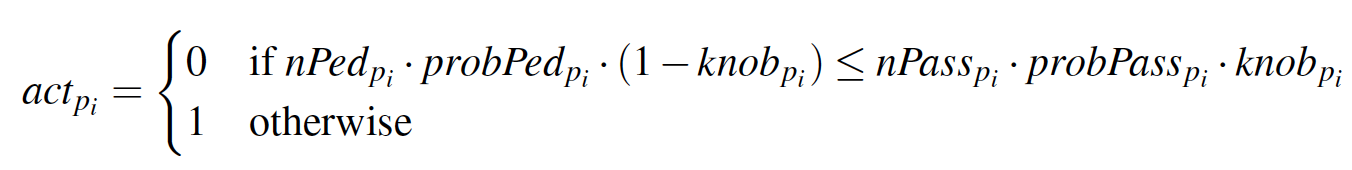 act_{p_i} = { 0 if nPed_{p_i} · probPed_{p_i} · (1 − knob_{p_i}) ≤ nPass_{p_i} · probPass_{p_i} · knob_{p_i}
1 otherwise